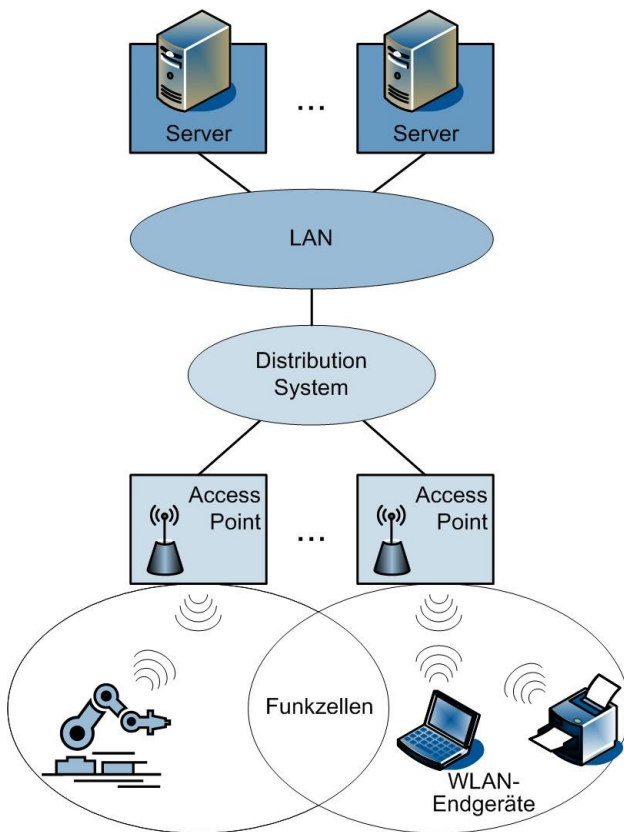 ...
Server
Server
LAN
Distribution
System
Access
Point
...
Access
Point
Funkzellen
WLAN-
Endgeräte